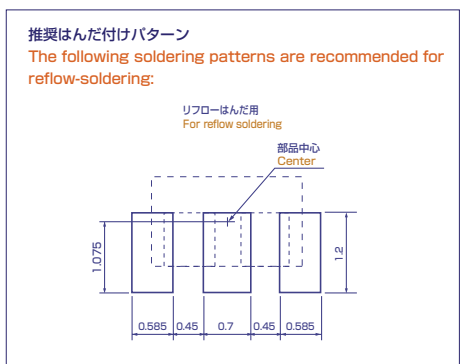 推奨はんだ付けパターン
The following soldering patterns are recommended for
reflow-soldering:
リフローはんだ用
For reflow soldering
部品中心
Center
1.075
1.2
0.585 0.45 0.7 0.45 0.585